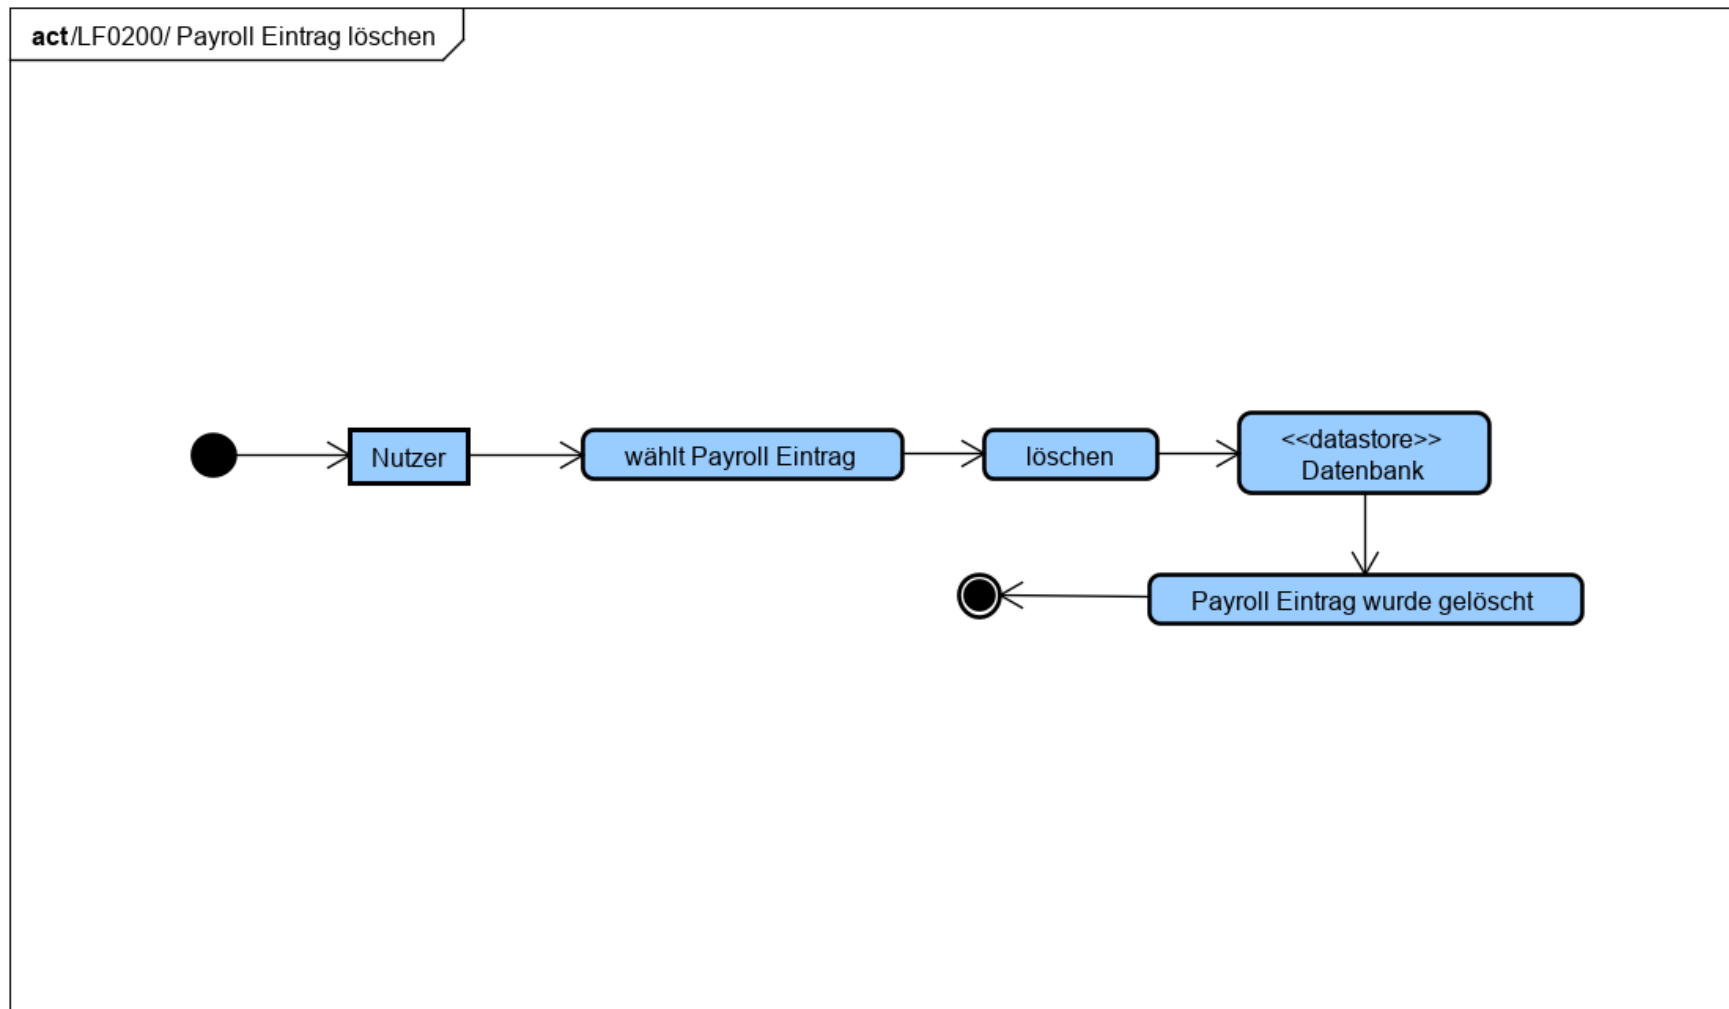 act/LF0200/ Payroll Eintrag löschen
Nutzer
wählt Payroll Eintrag
löschen
<<datastore>>
Datenbank
Payroll Eintrag wurde gelöscht